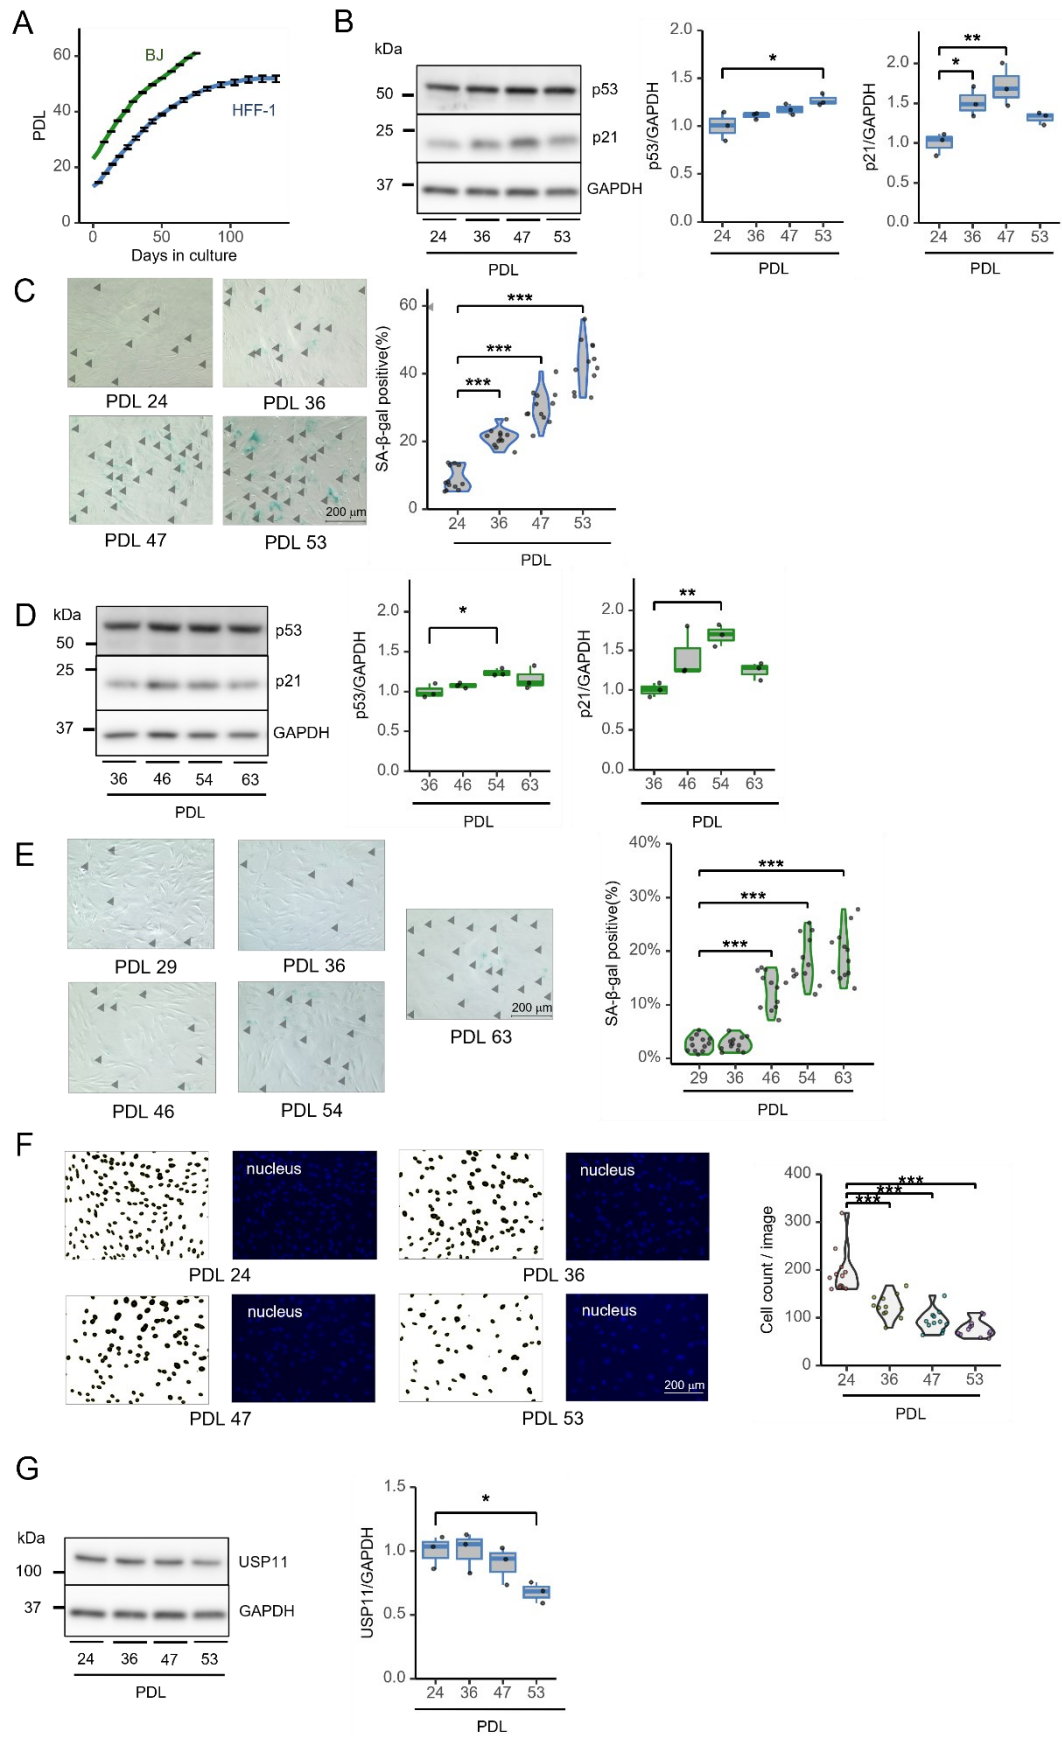 A
PDL
60
40
20
0
BJ
HFF-1
0 50 100
Days in culture
B
kDa
50
25
37
p53
p21
GAPDH
24 36 47 53
PDL
p53/GAPDH
2.0
1.5
1.0
0.5
0.0
*
24 36 47 53
PDL
p21/GAPDH
2.0
1.5
1.0
0.5
0.0
**
*
24 36 47 53
PDL
C
PDL 24
PDL 36
PDL 47
200 μm
PDL 53
SA-β-gal positive(%)
60
40
20
0
***
***
***
24 36 47 53
PDL
D
kDa
50
25
37
p53
p21
GAPDH
36 46 54 63
PDL
p53/GAPDH
2.0
1.5
1.0
0.5
0.0
*
36 46 54 63
PDL
p21/GAPDH
2.0
1.5
1.0
0.5
0.0
**
36 46 54 63
PDL
E
PDL 29
PDL 36
PDL 46
PDL 54
200 μm
PDL 63
SA-β-gal positive(%)
40%
30%
20%
10%
0%
***
***
***
29 36 46 54 63
PDL
F
nucleus
PDL 24
nucleus
PDL 36
nucleus
PDL 47
nucleus
200 μm
PDL 53
Cell count / image
400
300
200
100
0
***
***
***
24 36 47 53
PDL
G
kDa
100
37
USP11
GAPDH
24 36 47 53
PDL
USP11/GAPDH
1.5
1.0
0.5
0.0
*
24 36 47 53
PDL